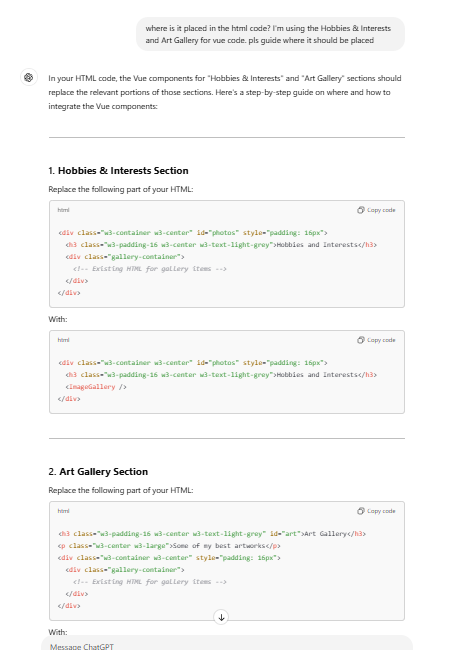 where is it placed in the html code? I'm using the Hobbies & Interests
and Art Gallery for vue code. pls guide where it should be placed
In your HTML code, the Vue components for "Hobbies & Interests" and "Art Gallery" sections should
replace the relevant portions of those sections. Here's a step-by-step guide on where and how to
integrate the Vue components:
1. Hobbies & Interests Section
Replace the following part of your HTML:
html
Copy code
<div class="w3-container w3-center" id="photos" style="padding: 16px">
<h3 class="w3-padding-16 w3-center w3-text-light-grey">Hobbies and Interests</h3>
<div class="gallery-container">
<!-- Existing HTML for gallery items -->
</div>
</div>
With:
html
Copy code
<div class="w3-container w3-center" id="photos" style="padding: 16px">
<h3 class="w3-padding-16 w3-center w3-text-light-grey">Hobbies and Interests</h3>
<imageGallery />
</div>
2. Art Gallery Section
Replace the following part of your HTML:
html
Copy code
<h3 class="w3-padding-16 w3-center w3-text-light-grey" id="art">Art Gallery</h3>
<p class="w3-center w3-large">Some of my best artworks</p>
<div class="w3-container w3-center" style="padding: 16px">
<div class="gallery-container">
<!-- Existing HTML for gallery items -->
</div>
</div>
With:
Message ChatGPT